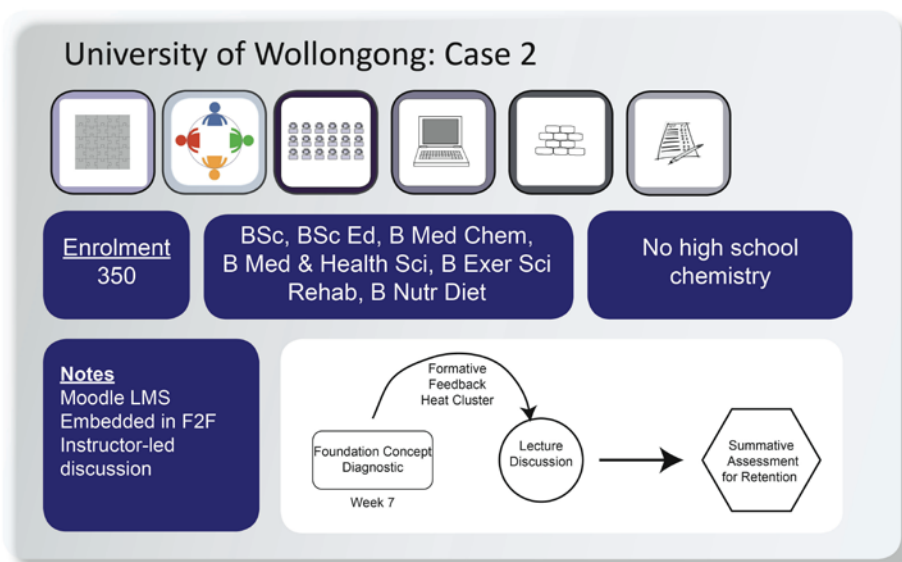 University of Wollongong: Case 2
Enrolment
350
BSc, BSc Ed, B Med Chem,
B Med & Health Sci, B Exer Sci
Rehab, B Nutr Diet
No high school
chemistry
Notes
Moodle LMS
Embedded in F2F
Instructor-led
discussion
Formative
Feedback
Heat Cluster
Foundation Concept
Diagnostic
Week 7
Lecture
Discussion
Summative
Assessment
for Retention